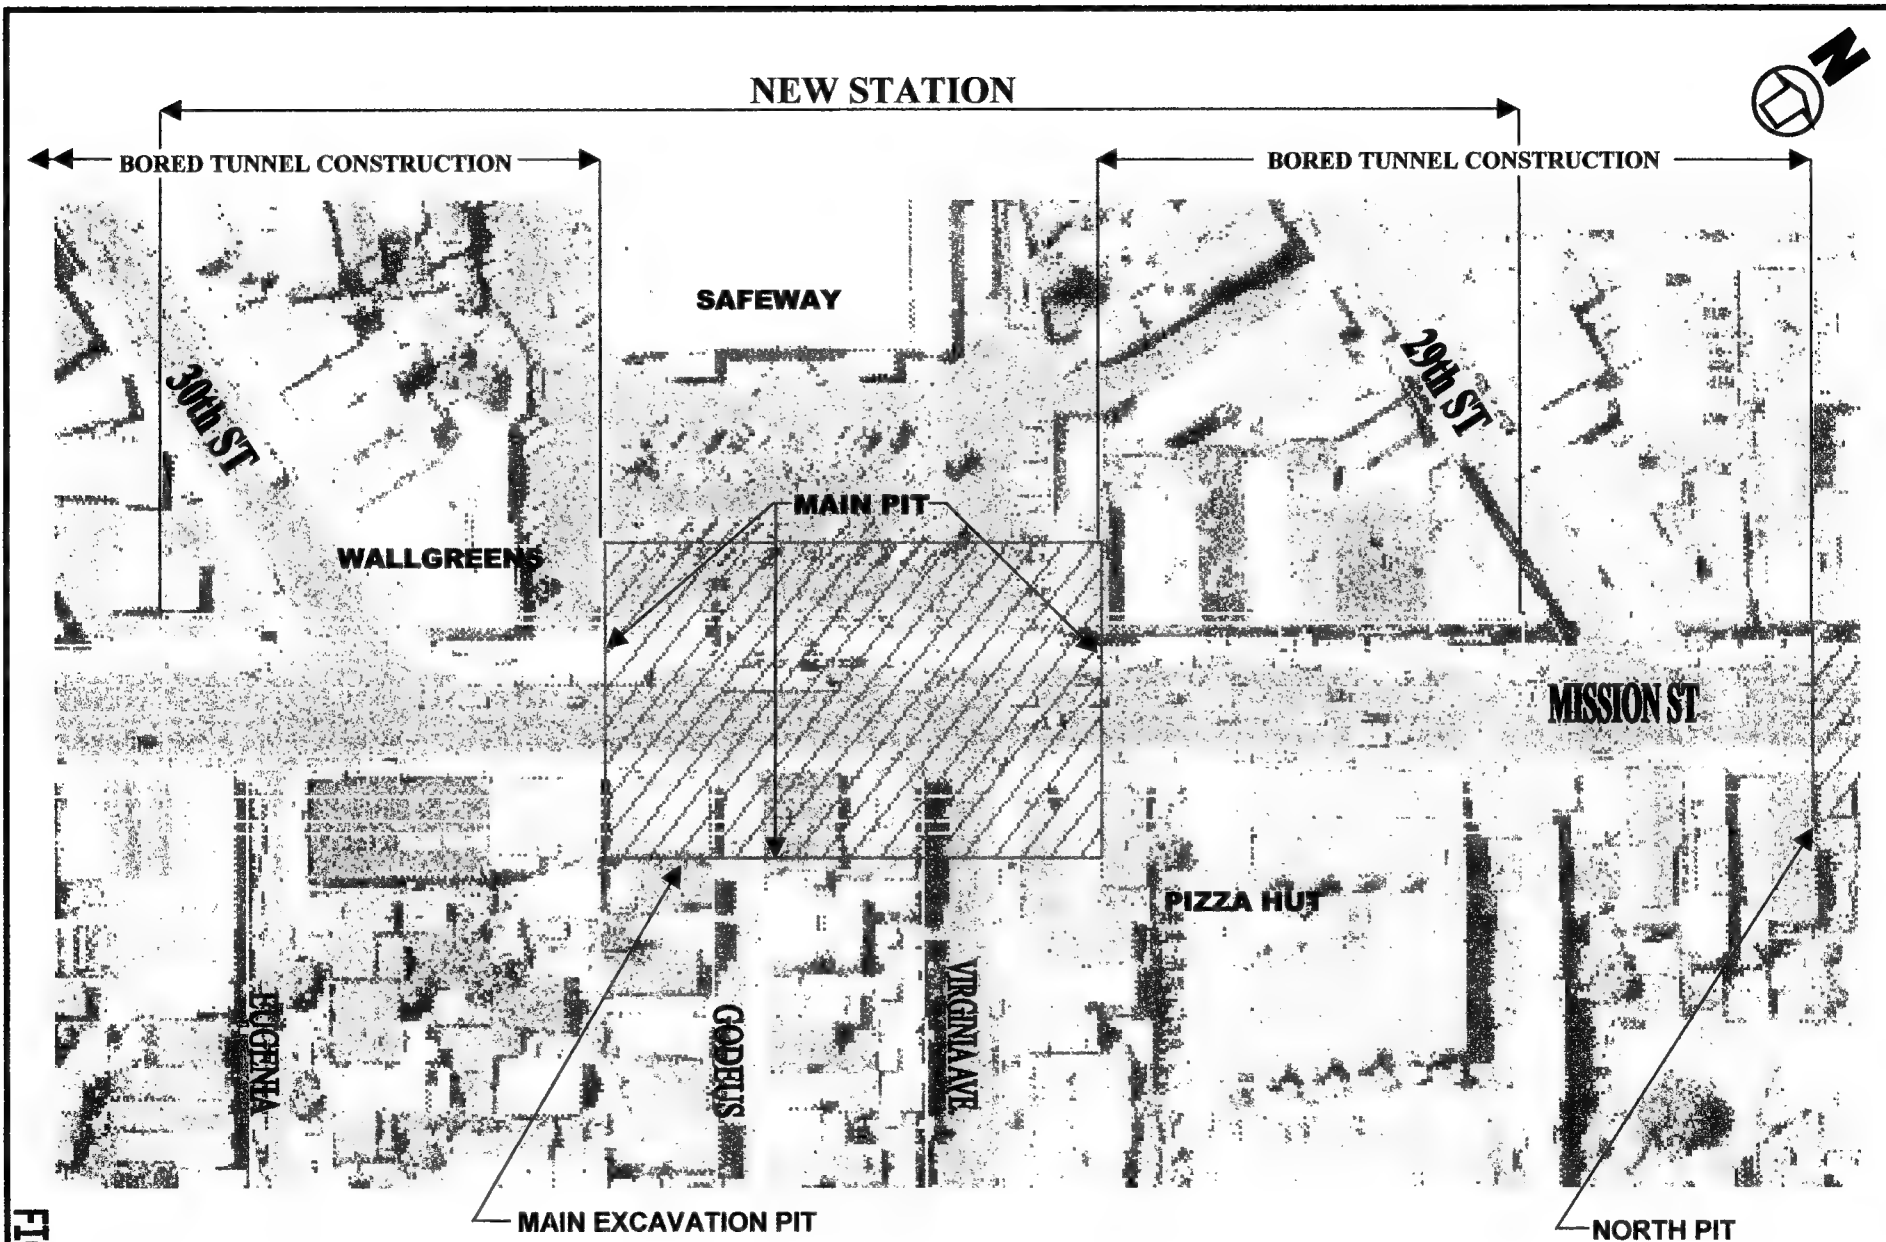 N
NEW STATION
BORED TUNNEL CONSTRUCTION
BORED TUNNEL CONSTRUCTION
SAFEWAY
30th ST
29th ST
MAIN PIT
WALLGREENS
MISSION ST
PIZZA HUT
EUGENIA
GODEUS
VIRGINIA AVE
MAIN EXCAVATION PIT
NORTH PIT